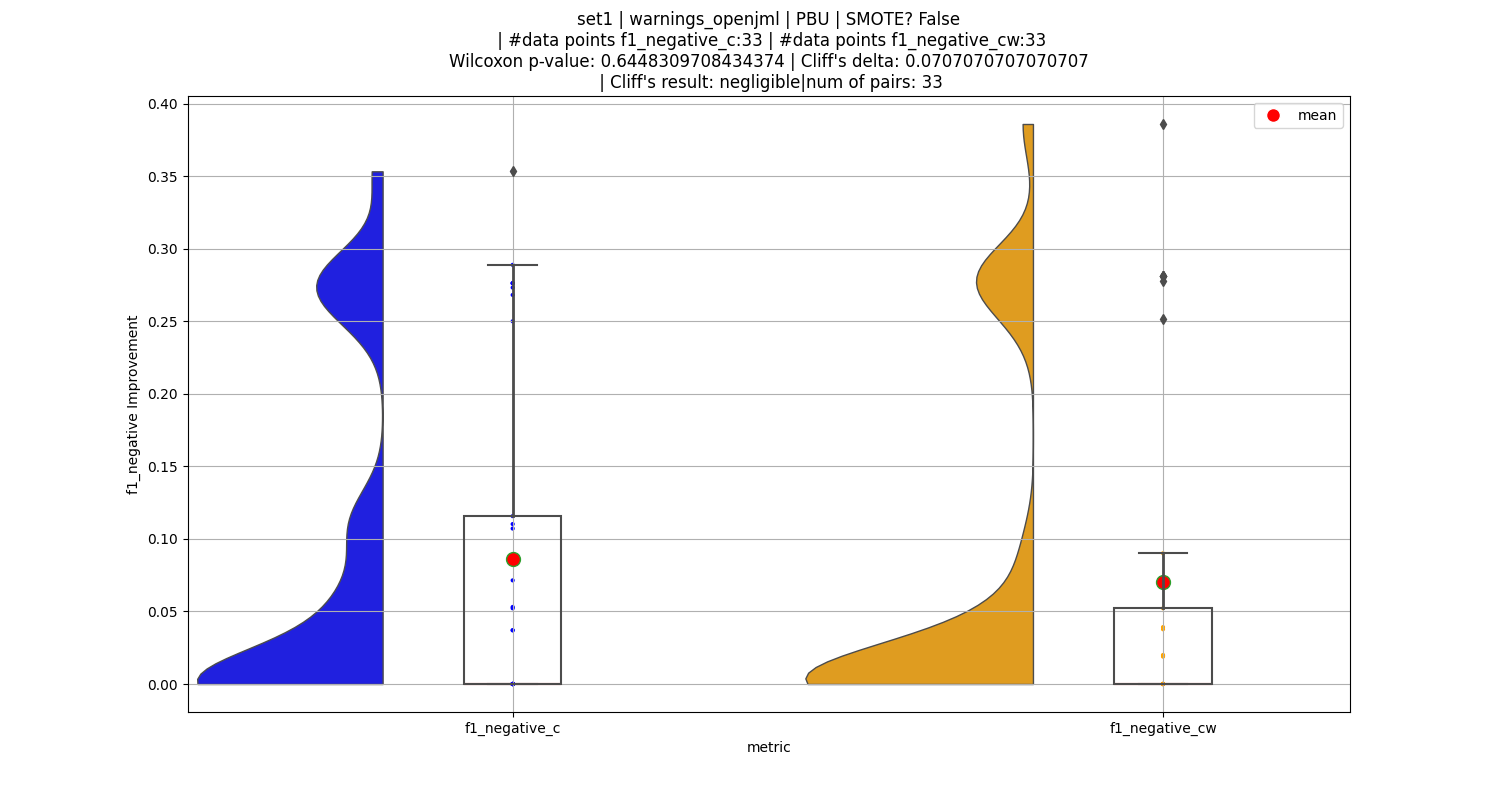 set1 | warnings_openjml | PBU | SMOTE? False
| #data points f1_negative_c:33 | #data points f1_negative_cw:33
Wilcoxon p-value: 0.6448309708434374 | Cliff's delta: 0.0707070707070707
| Cliff's result: negligible|num of pairs: 33
mean
0.40
0.35
0.30
0.25
0.20
0.15
0.10
0.05
0.00
f1_negative Improvement
f1_negative_c
f1_negative_cw
metric